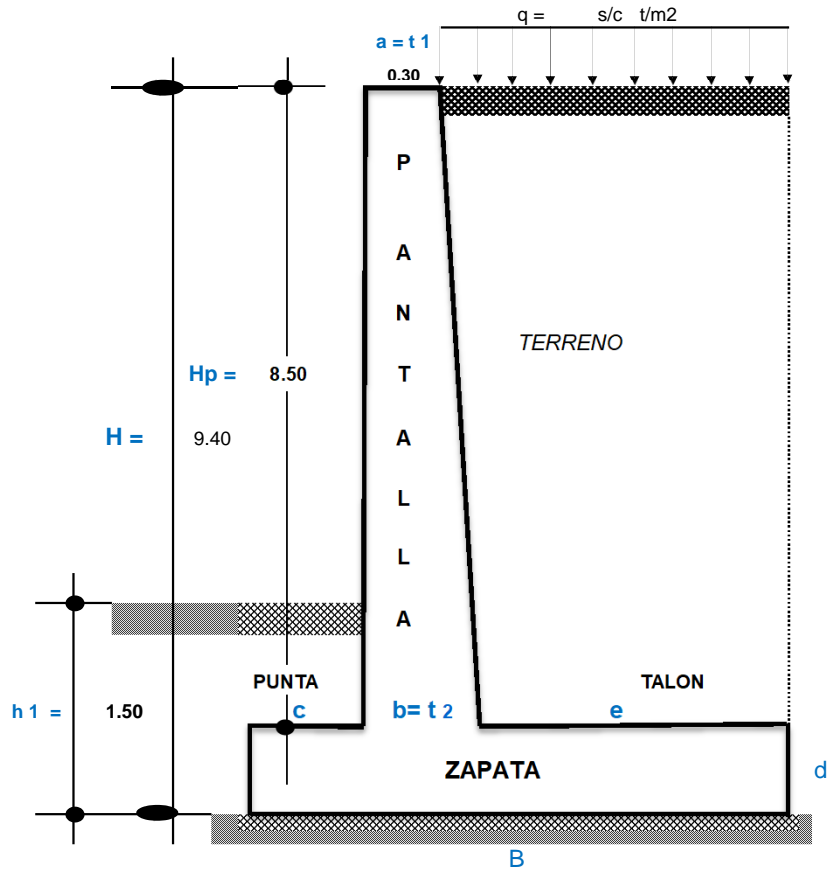 q = s/c t/m2
a = t 1
0.30
P
A
N
T
A
L
L
A
TERRENO
Hp = 8.50
H = 9.40
PUNTA
TALON
h 1 = 1.50
c
b= t 2
e
ZAPATA
d
B